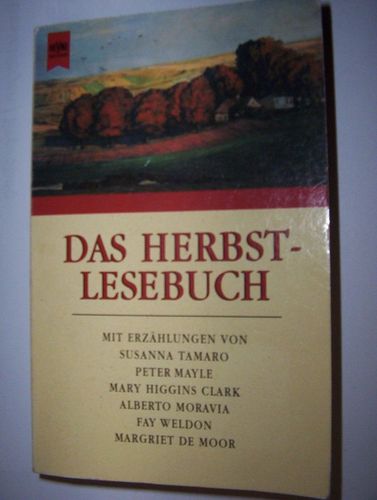 HEYNE
DAS HERBST-
LESEBUCH
MIT ERZÄHLUNGEN VON
SUSANNA TAMARO
PETER MAYLE
MARY HIGGINS CLARK
ALBERTO MORAVIA
FAY WELDON
MARGRIET DE MOOR